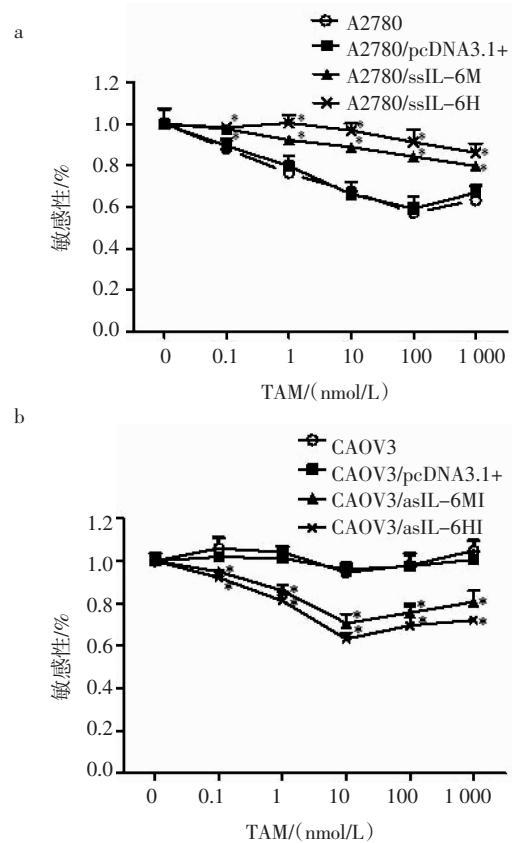 a
A2780
A2780/pcDNA3.1+
A2780/ssIL-6M
A2780/ssIL-6H
1.2
1.0
0.8
0.6
0.4
0.2
0.0
敏感性/%
0 0.1 1 10 100 1 000
TAM/(nmol/L)
b
CAOV3
CAOV3/pcDNA3.1+
CAOV3/asIL-6MI
CAOV3/asIL-6HI
1.2
1.0
0.8
0.6
0.4
0.2
0.0
敏感性/%
0 0.1 1 10 100 1 000
TAM/(nmol/L)